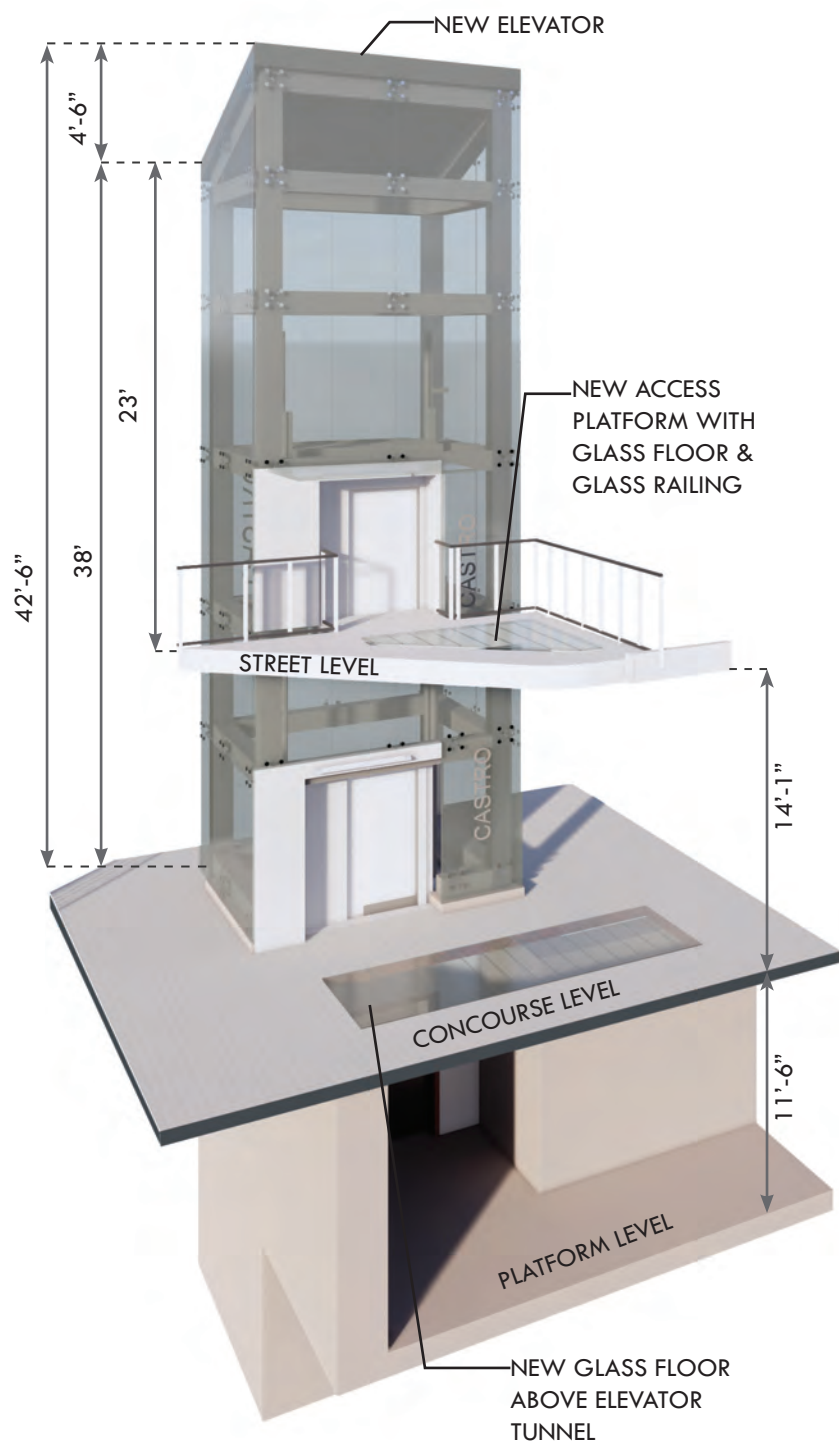 NEW ELEVATOR
4'-6”
23'
38'
42'-6”
NEW ACCESS
PLATFORM WITH
GLASS FLOOR &
GLASS RAILING
CASTRO
STREET LEVEL
CASTRO
14'-1”
CONCOURSE LEVEL
11'-6”
PLATFORM LEVEL
NEW GLASS FLOOR
ABOVE ELEVATOR
TUNNEL